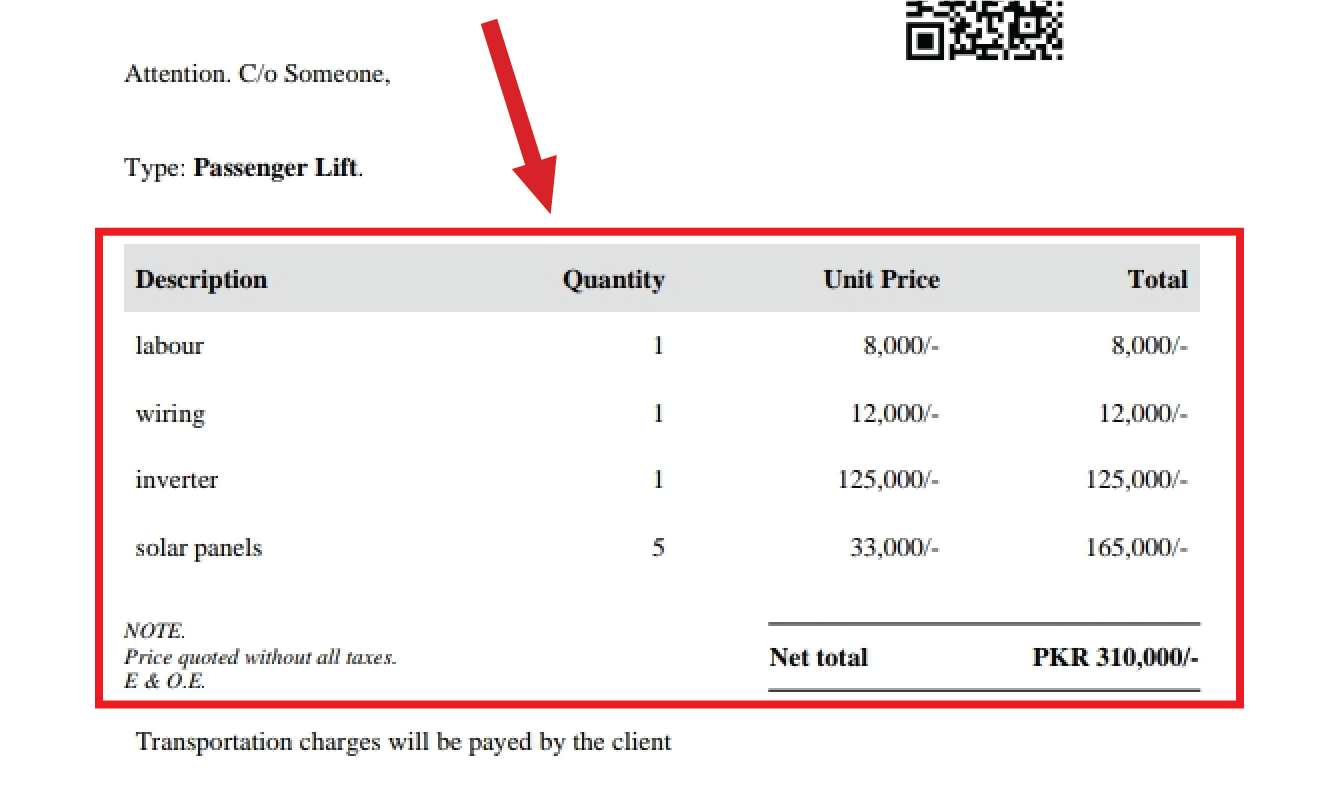 Attention. C/o Someone,
Type: Passenger Lift.
Description Quantity Unit Price Total
labour 1 8,000/- 8,000/-
wiring 1 12,000/- 12,000/-
inverter 1 125,000/- 125,000/-
solar panels 5 33,000/- 165,000/-
NOTE.
Price quoted without all taxes.
E & O.E.
Net total PKR 310,000/-
Transportation charges will be payed by the client